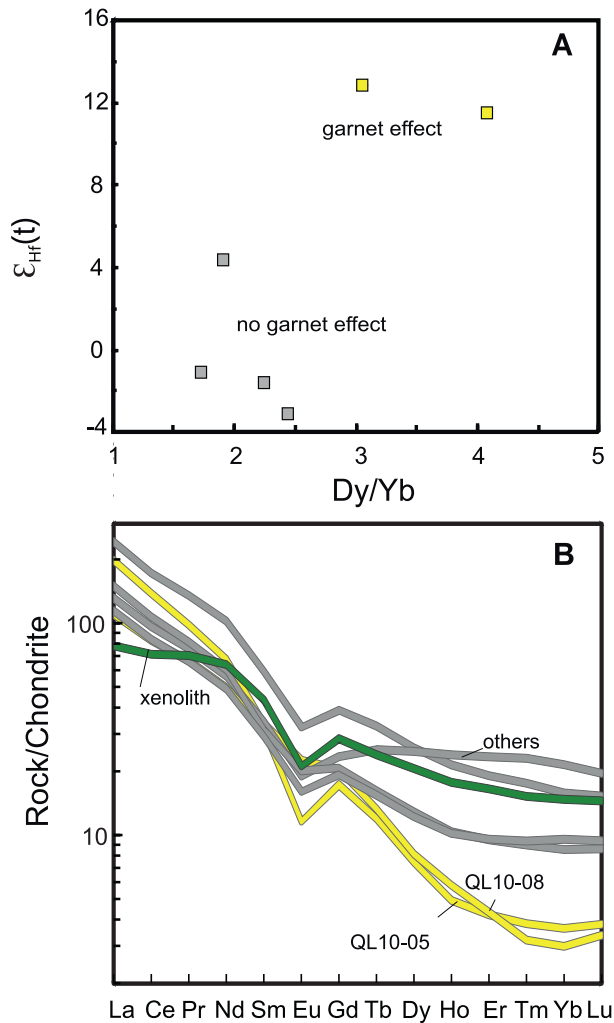 16
A
12
garnet effect
8
εHf(t)
4
no garnet effect
0
-4
1 2 3 4 5
Dy/Yb
B
100
xenolith
others
Rock/Chondrite
10
QL10-08
QL10-05
La Ce Pr Nd Sm Eu Gd Tb Dy Ho Er Tm Yb Lu